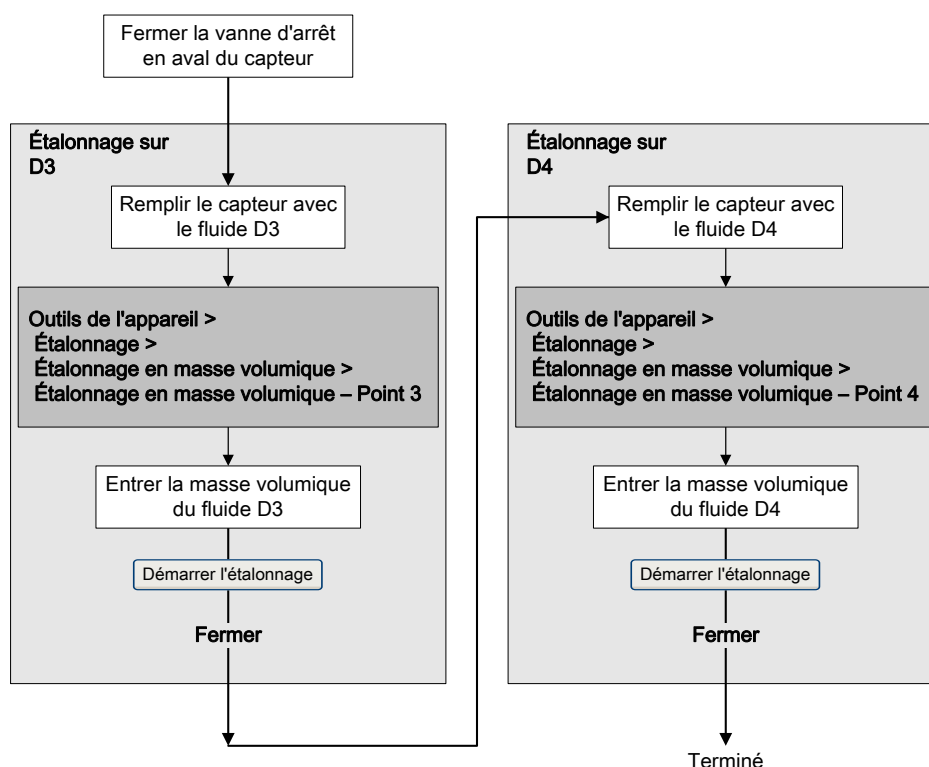 Fermer la vanne d'arrêt
en aval du capteur
Étalonnage sur
D3
Remplir le capteur avec
le fluide D3
Outils de l'appareil >
Étalonnage >
Étalonnage en masse volumique >
Étalonnage en masse volumique – Point 3
Entrer la masse volumique
du fluide D3
Démarrer l'étalonnage
Fermer
Étalonnage sur
D4
Remplir le capteur avec
le fluide D4
Outils de l'appareil >
Étalonnage >
Étalonnage en masse volumique >
Étalonnage en masse volumique – Point 4
Entrer la masse volumique
du fluide D4
Démarrer l'étalonnage
Fermer
Terminé